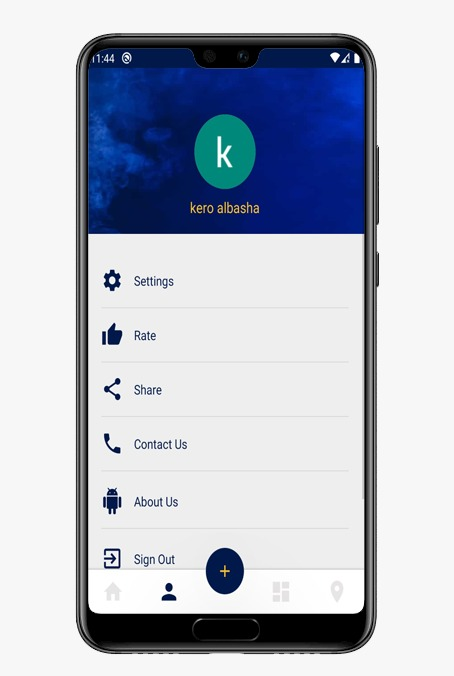 11:44
k
kero albasha
Settings
Rate
Share
Contact Us
About Us
Sign Out
+